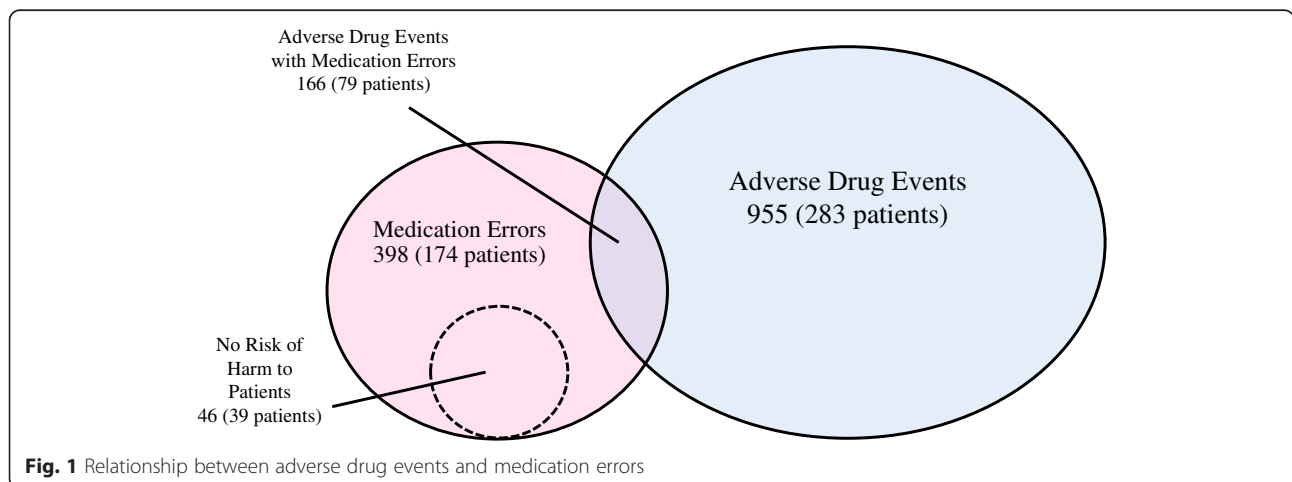 Adverse Drug Events
with Medication Errors
166 (79 patients)
Adverse Drug Events
955 (283 patients)
Medication Errors
398 (174 patients)
No Risk of
Harm to
Patients
46 (39 patients)
Fig. 1 Relationship between adverse drug events and medication errors